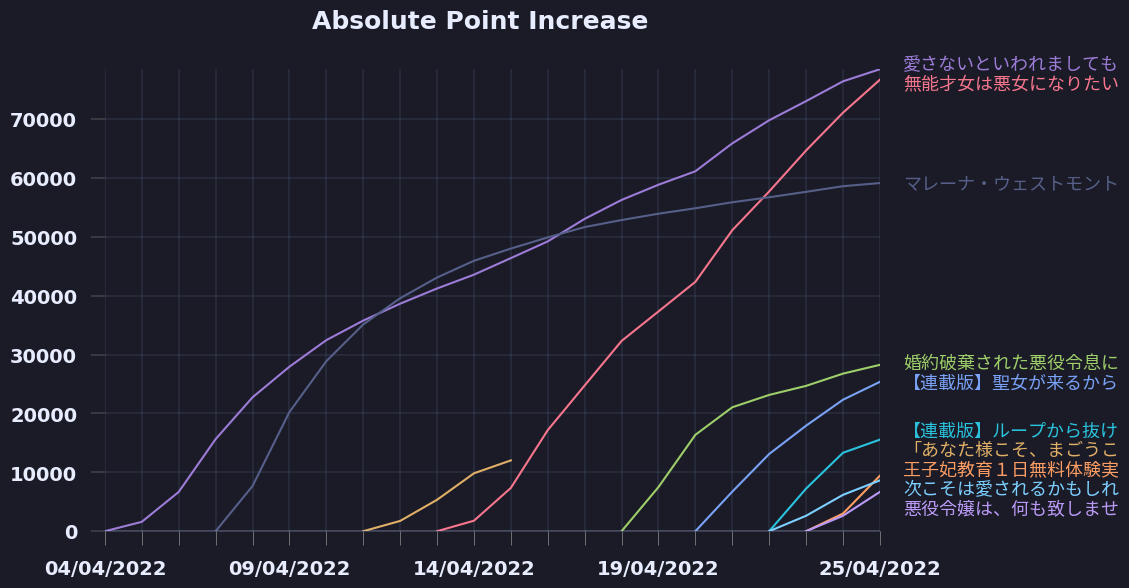 Absolute Point Increase
愛さないといわれましても
無能才女は悪女になりたい
70000
60000
マレーナ・ウェストモント
50000
40000
30000
婚約破棄された悪役令息に
【連載版】聖女が来るから
20000
【連載版】ループから抜け
「あなた様こそ、まごうこ
10000
王子妃教育１日無料体験実
次こそは愛されるかもしれ
悪役令嬢は、何も致しませ
0
04/04/2022
09/04/2022
14/04/2022
19/04/2022
25/04/2022